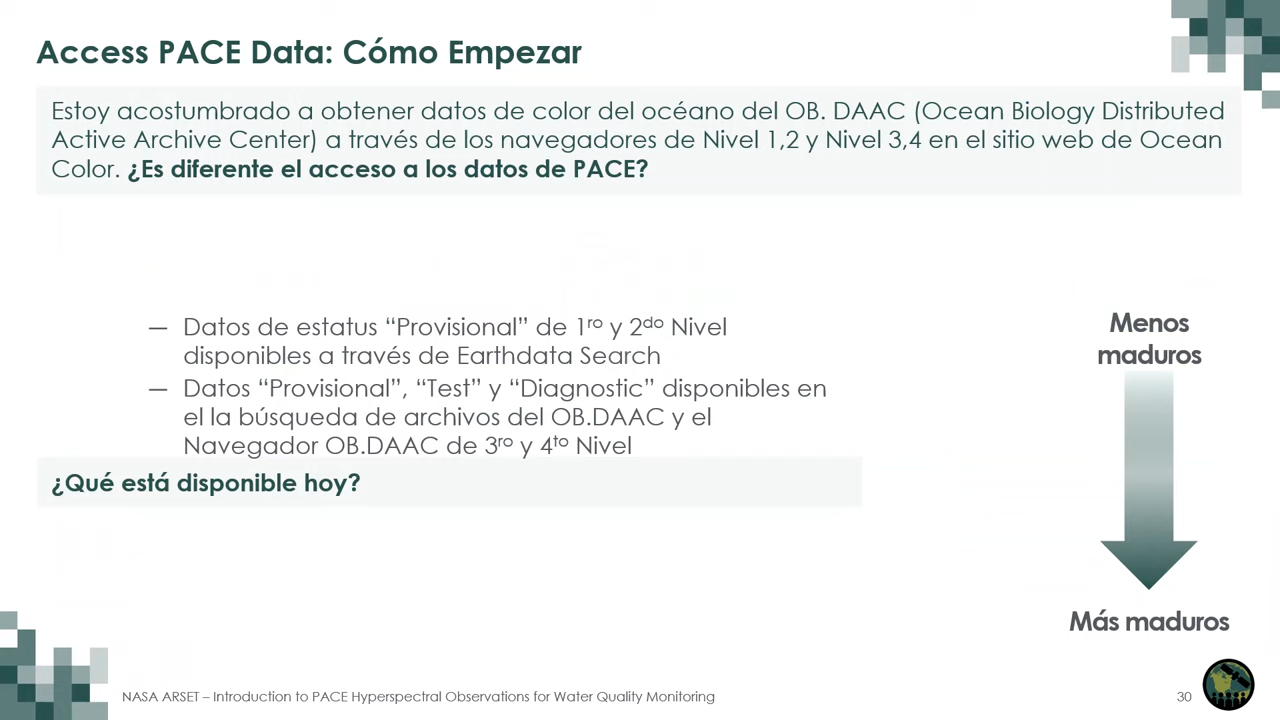 Access PACE Data: Cómo Empezar
Estoy acostumbrado a obtener datos de color del océano del OB. DAAC (Ocean Biology Distributed
Active Archive Center) a través de los navegadores de Nivel 1,2 y Nivel 3,4 en el sitio web de Ocean
Color. ¿Es diferente el acceso a los datos de PACE?
— Datos de estatus “Provisional” de 1ro y 2do Nivel
disponibles a través de Earthdata Search
— Datos “Provisional”, “Test” y “Diagnostic” disponibles en
el la búsqueda de archivos del OB.DAAC y el
Navegador OB.DAAC de 3ro y 4to Nivel
¿Qué está disponible hoy?
Menos
maduros
Más maduros
NASA ARSET – Introduction to PACE Hyperspectral Observations for Water Quality Monitoring
30